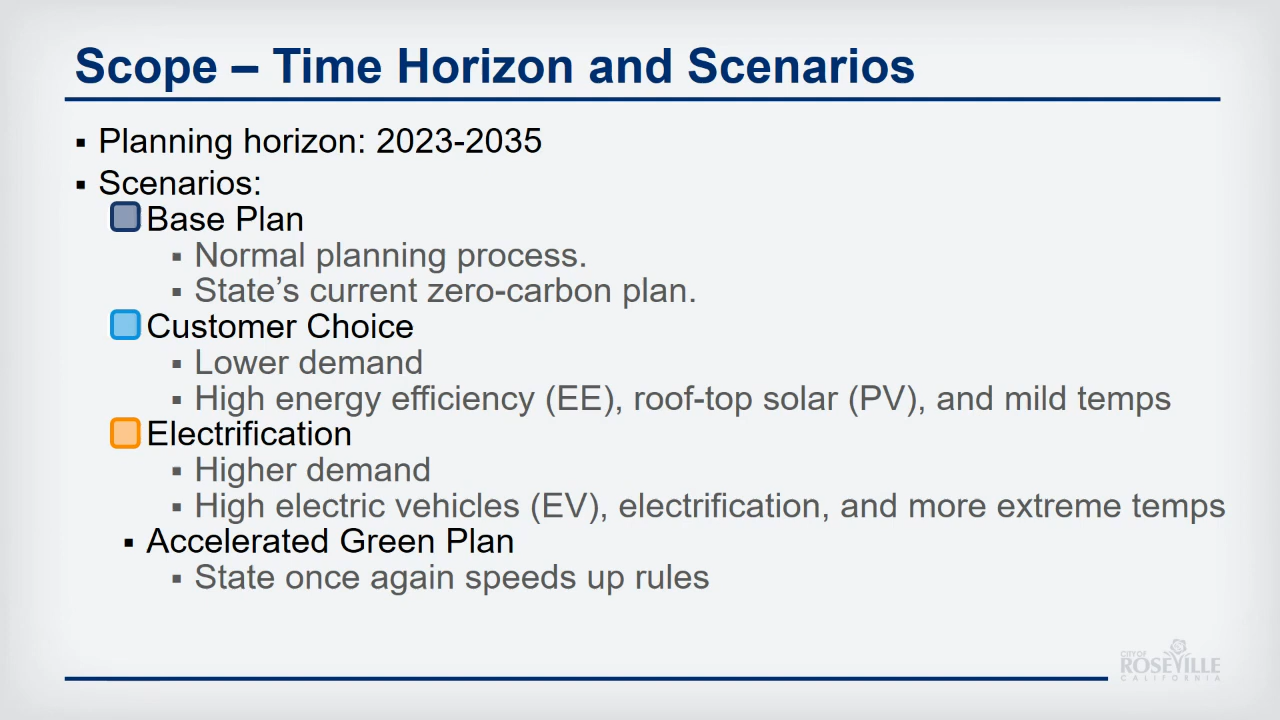 Scope – Time Horizon and Scenarios
▪ Planning horizon: 2023-2035
▪ Scenarios:
Base Plan
▪ Normal planning process.
▪ State’s current zero-carbon plan.
Customer Choice
▪ Lower demand
▪ High energy efficiency (EE), roof-top solar (PV), and mild temps
Electrification
▪ Higher demand
▪ High electric vehicles (EV), electrification, and more extreme temps
▪ Accelerated Green Plan
▪ State once again speeds up rules
CITY OF
ROSEVILLE
CALIFORNIA